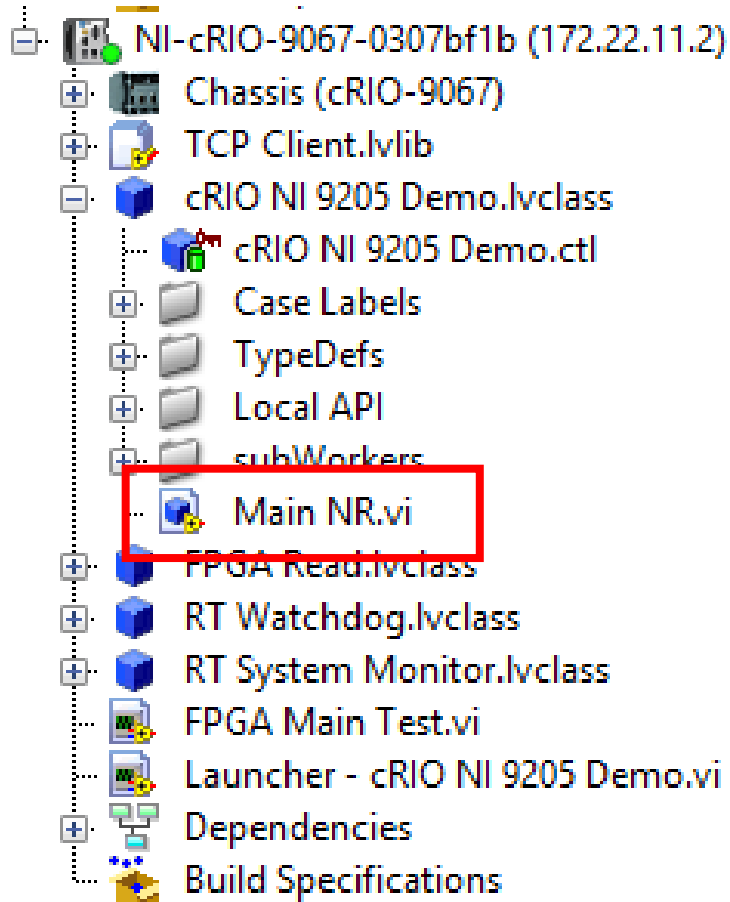 NI-cRIO-9067-0307bf1b (172.22.11.2)
Chassis (cRIO-9067)
TCP Client.lvlib
cRIO NI 9205 Demo.lvclass
cRIO NI 9205 Demo.ctl
Case Labels
TypeDefs
Local API
subWorkers
Main NR.vi
FPGA Read.lvclass
RT Watchdog.lvclass
RT System Monitor.lvclass
FPGA Main Test.vi
Launcher - cRIO NI 9205 Demo.vi
Dependencies
Build Specifications